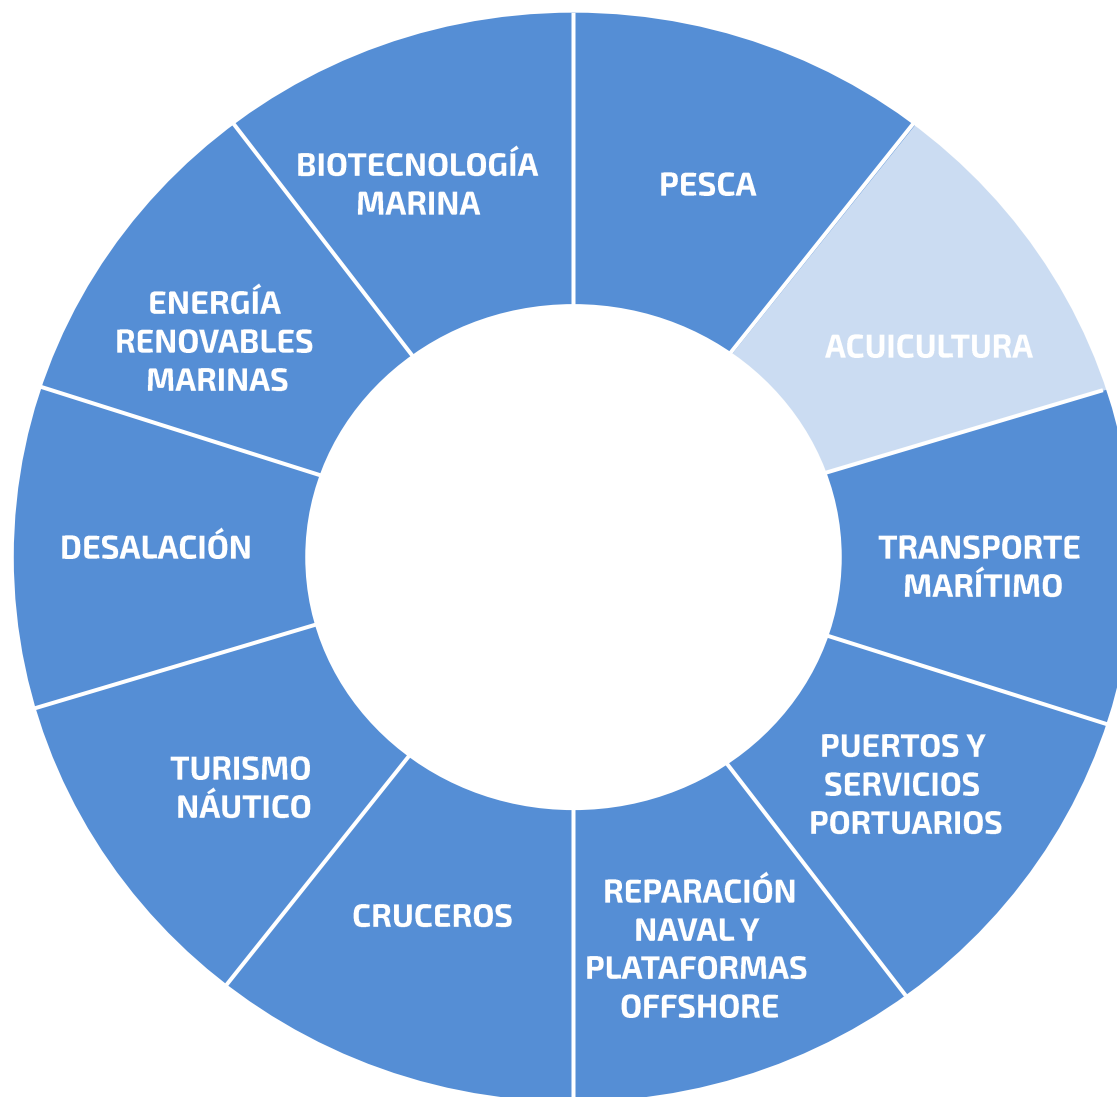 PESCA
ACUICULTURA
TRANSPORTE
MARÍTIMO
PUERTOS Y
SERVICIOS
PORTUARIOS
REPARACIÓN
NAVAL Y
PLATAFORMAS
OFFSHORE
CRUCEROS
TURISMO
NÁUTICO
DESALACIÓN
ENERGÍA
RENOVABLES
MARINAS
BIOTECNOLOGÍA
MARINA